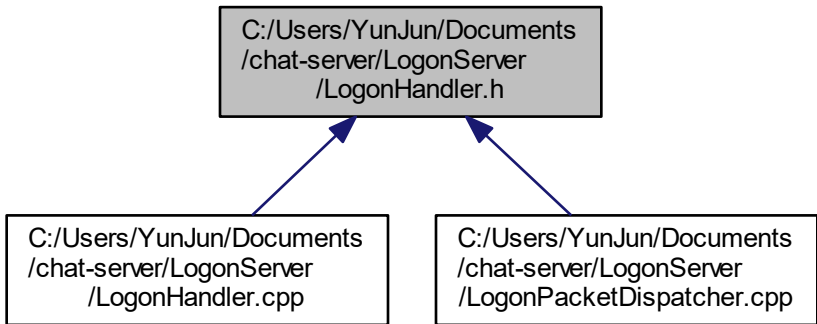 C:/Users/YunJun/Documents
/chat-server/LogonServer
/LogonHandler.h
C:/Users/YunJun/Documents
/chat-server/LogonServer
/LogonHandler.cpp
C:/Users/YunJun/Documents
/chat-server/LogonServer
/LogonPacketDispatcher.cpp